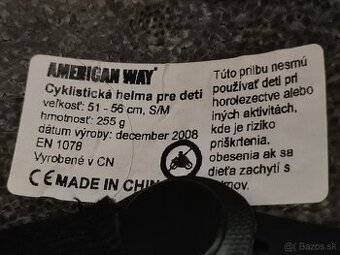 AMERICAN WAY
Cyklistická helma pre deti
veľkosť: 51 - 56 cm, S/M
hmotnosť: 255 g
dátum výroby: december 2008
EN 1078
Vyrobené v CN
CE MADE IN CHIN
Túto prilbu nesmú
používať deti pri
horolezectve alebo
iných aktivitách,
kde je riziko
priškrtenia,
obesenia ak sa
dieťa zachytí s
Bazos.sk